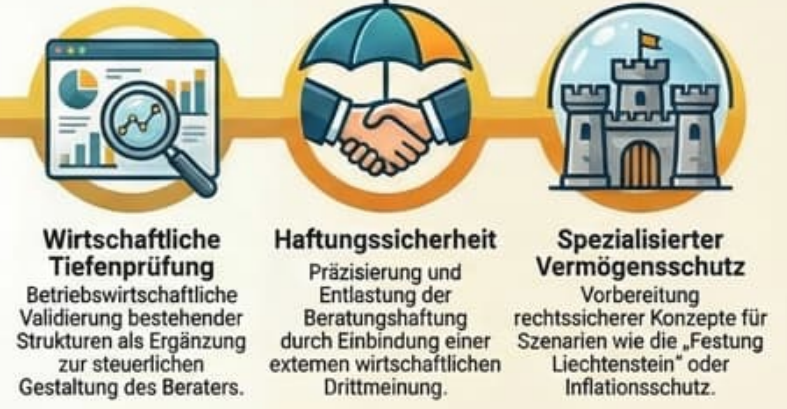 Wirtschaftliche
Tiefenprüfung
Betriebswirtschaftliche
Validierung bestehender
Strukturen als Ergänzung
zur steuerlichen
Gestaltung des Beraters.
Haftungssicherheit
Präzisierung und
Entlastung der
Beratungshaftung
durch Einbindung einer
externen wirtschaftlichen
Drittmeinung.
Spezialisierter
Vermögensschutz
Vorbereitung
rechtssicherer Konzepte für
Szenarien wie die „Festung
Liechtenstein" oder
Inflationsschutz.